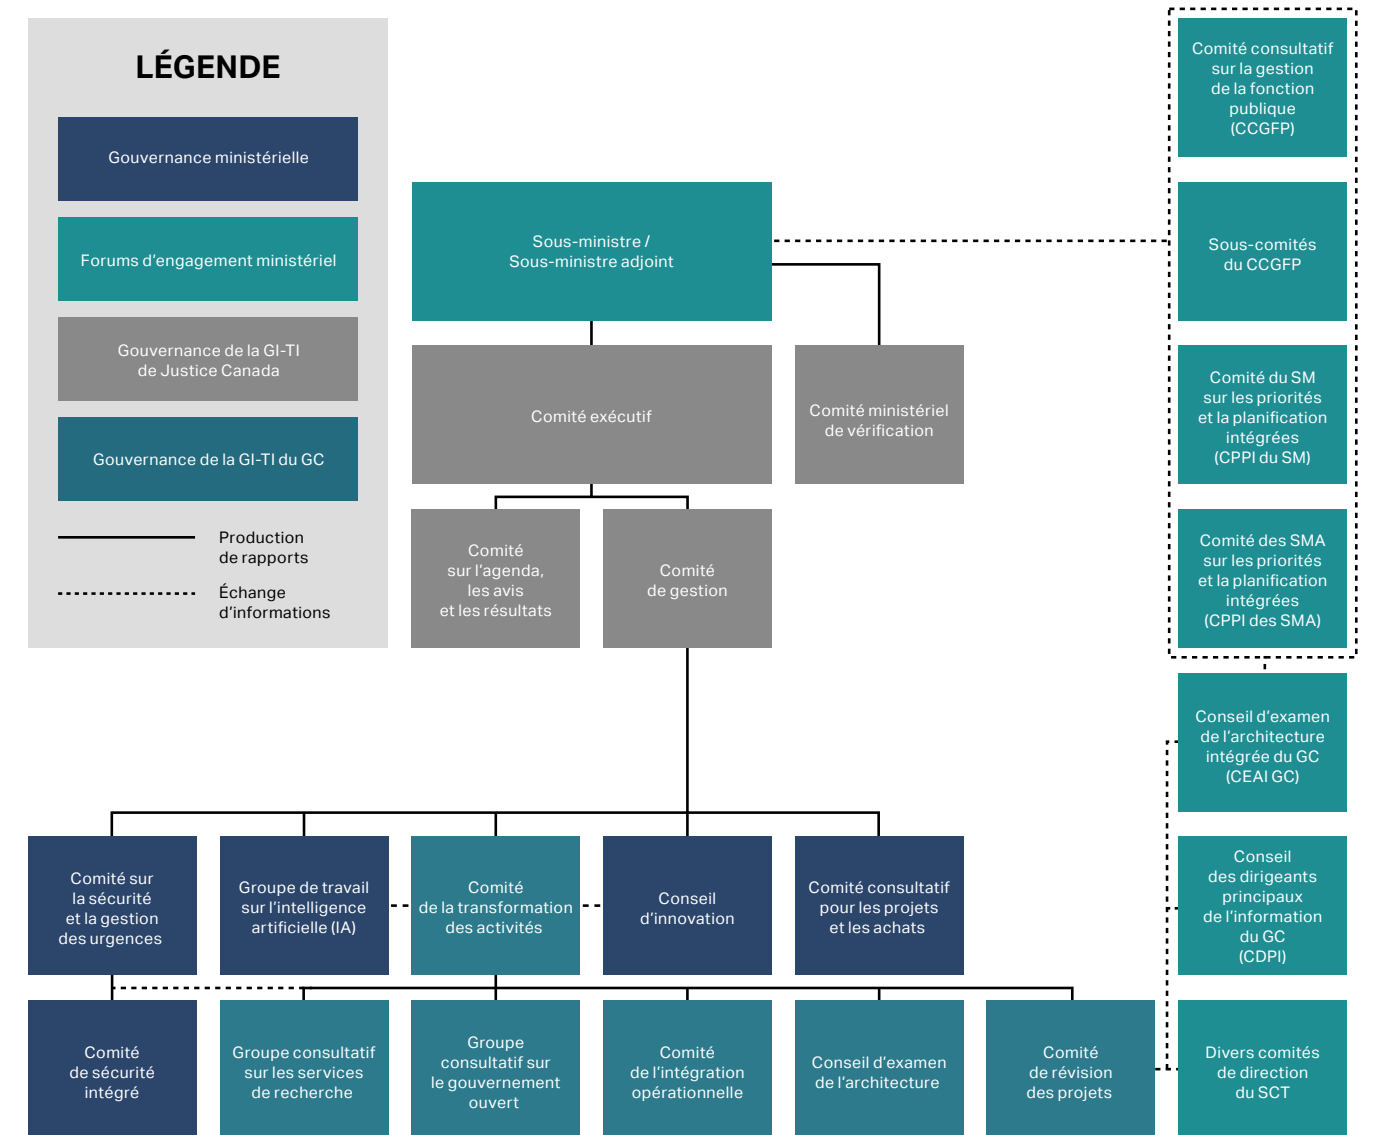 LÉGENDE
Gouvernance ministérielle
Forums d’engagement ministériel
Gouvernance de la GI-TI
de Justice Canada
Gouvernance de la GI-TI du GC
Production
de rapports
Échange
d’informations
Sous-ministre /
Sous-ministre adjoint
Comité exécutif
Comité ministériel
de vérification
Comité
sur l’agenda,
les avis
et les résultats
Comité
de gestion
Comité consultatif
sur la gestion
de la fonction
publique
(CCGFP)
Sous-comités
du CCGFP
Comité du SM
sur les priorités
et la planification
intégrées
(CPPI du SM)
Comité des SMA
sur les priorités
et la planification
intégrées
(CPPI des SMA)
Conseil d’examen
de l’architecture
intégrée du GC
(CEAI GC)
Comité sur
la sécurité
et la gestion
des urgences
Groupe de travail
sur l’intelligence
artificielle (IA)
Comité
de la transformation
des activités
Conseil
d’innovation
Comité consultatif
pour les projets
et les achats
Conseil
des dirigeants
principaux
de l’information
du GC
(CDPI)
Comité
de sécurité
intégré
Groupe consultatif
sur les services
de recherche
Groupe
consultatif sur
le gouvernement
ouvert
Comité
de l’intégration
opérationnelle
Conseil d’examen
de l’architecture
Comité
de révision
des projets
Divers comités
de direction
du SCT